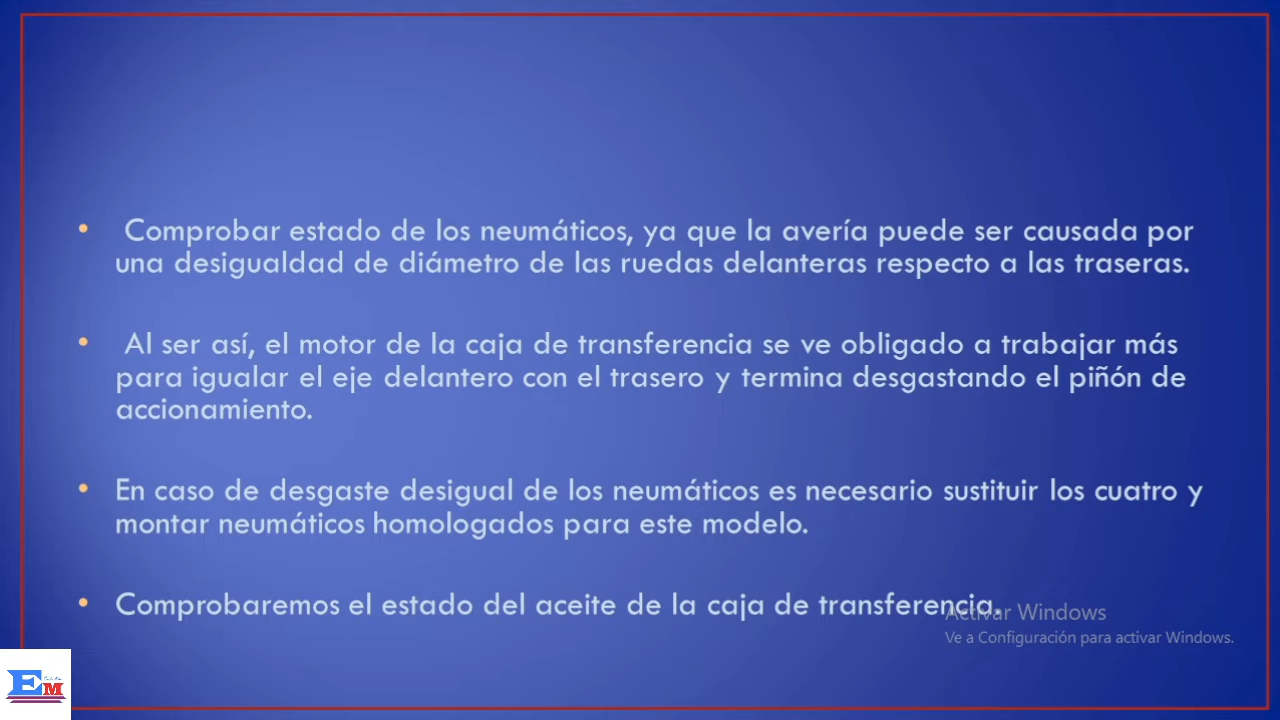 • Comprobar estado de los neumáticos, ya que la avería puede ser causada por
una desigualdad de diámetro de las ruedas delanteras respecto a las traseras.
• Al ser así, el motor de la caja de transferencia se ve obligado a trabajar más
para igualar el eje delantero con el trasero y termina desgastando el piñón de
accionamiento.
• En caso de desgaste desigual de los neumáticos es necesario sustituir los cuatro y
montar neumáticos homologados para este modelo.
• Comprobaremos el estado del aceite de la caja de transferencia.
Activar Windows
Ve a Configuración para activar Windows.
EM